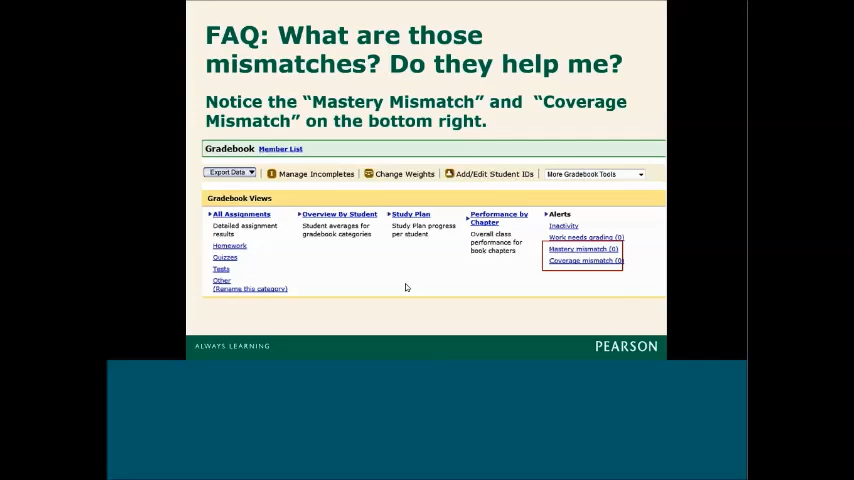 FAQ: What are those
mismatches? Do they help me?
Notice the “Mastery Mismatch” and “Coverage
Mismatch” on the bottom right.
Gradebook Member List
Export Data Manage Incompletes Change Weights Add/Edit Student IDs More Gradebook Tools
Gradebook Views
All Assignments
Detailed assignment
results
Homework
Quizzes
Tests
Other
(Rename this category)
Overview By Student
Student averages for
gradebook categories
Study Plan
Study Plan progress
per student
Performance by
Chapter
Overall class
performance for
book chapters
Alerts
Inactivity
Work needs grading (0)
Mastery mismatch (0)
Coverage mismatch (0)
ALWAYS LEARNING
PEARSON